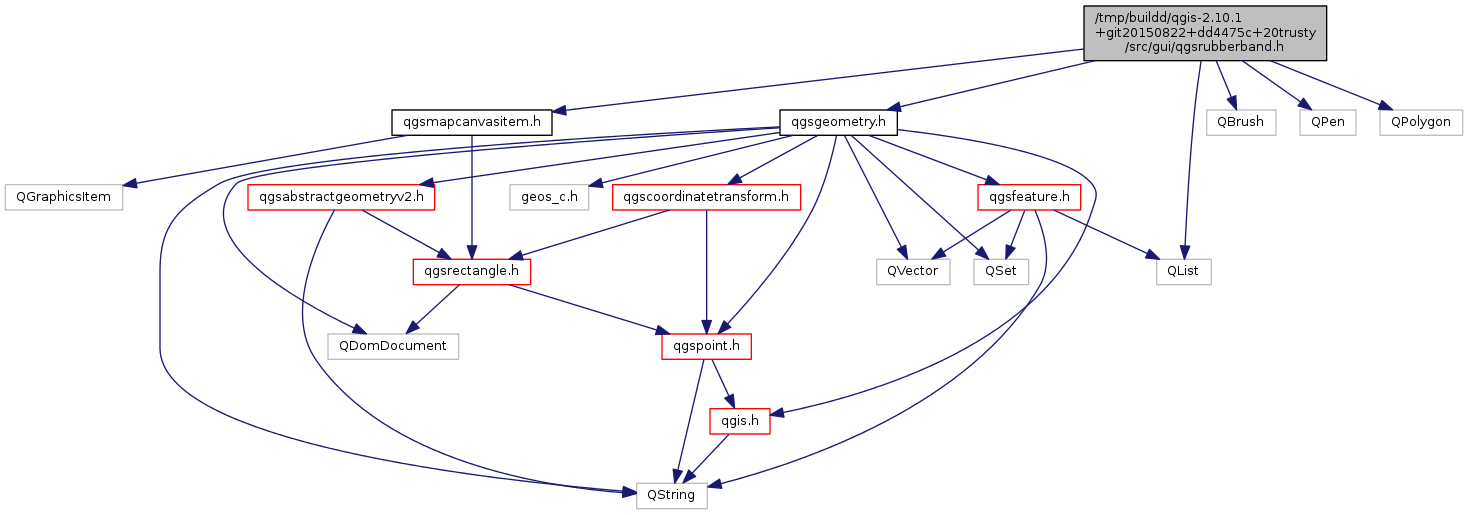 /tmp/buildd/qgis-2.10.1
+git20150822+dd4475c+20trusty
/src/gui/qgsrubberband.h
qgsmapcanvasitem.h
qgsgeometry.h
QBrush
QPen
QPolygon
QGraphicsItem
qgsabstractgeometryv2.h
geos_c.h
qgscoordinatetransform.h
qgsfeature.h
qgsrectangle.h
QVector
QSet
QList
QDomDocument
qgspoint.h
qgis.h
QString